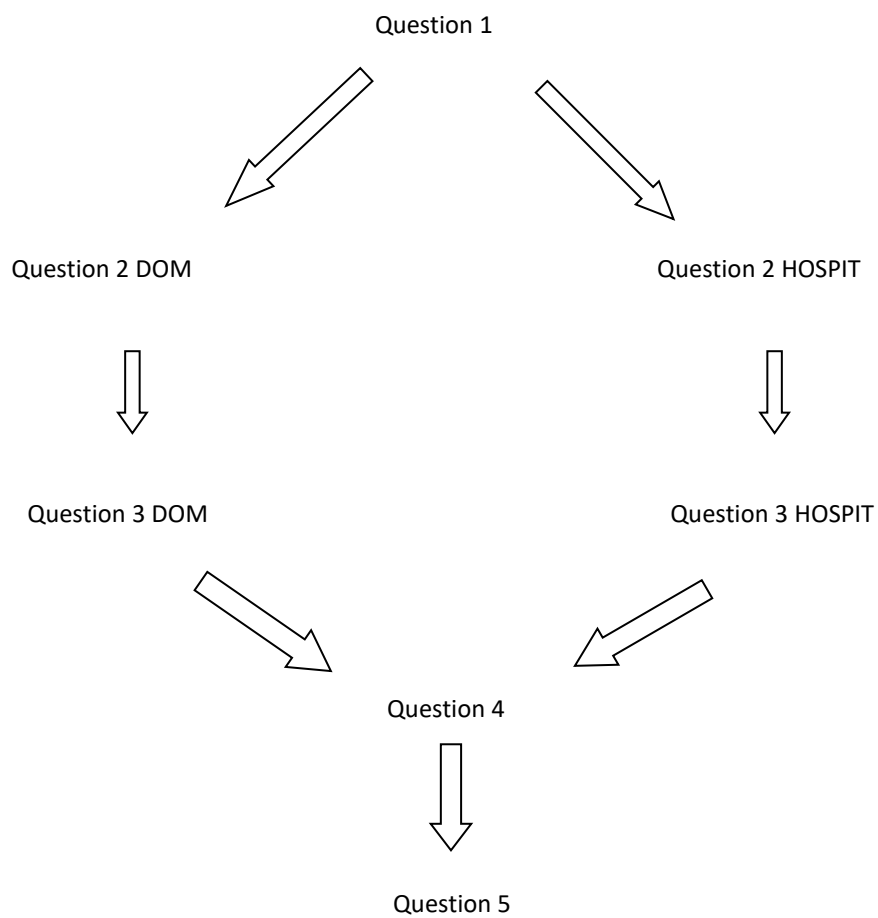 Question 1
Question 2 DOM
Question 2 HOSPIT
Question 3 DOM
Question 3 HOSPIT
Question 4
Question 5